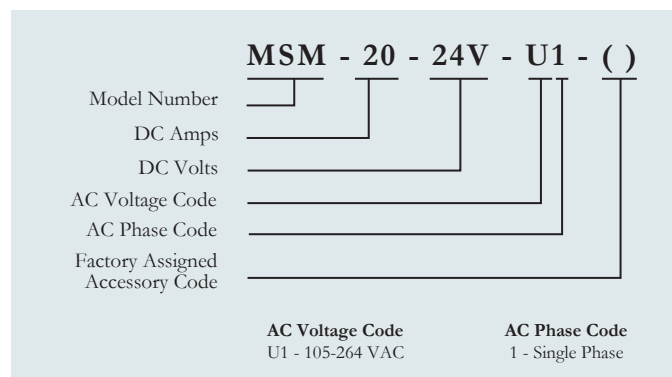 MSM - 20 - 24V - U1 - ( )
Model Number
DC Amps
DC Volts
AC Voltage Code
AC Phase Code
Factory Assigned
Accessory Code
AC Voltage Code
U1 - 105-264 VAC
AC Phase Code
1 - Single Phase